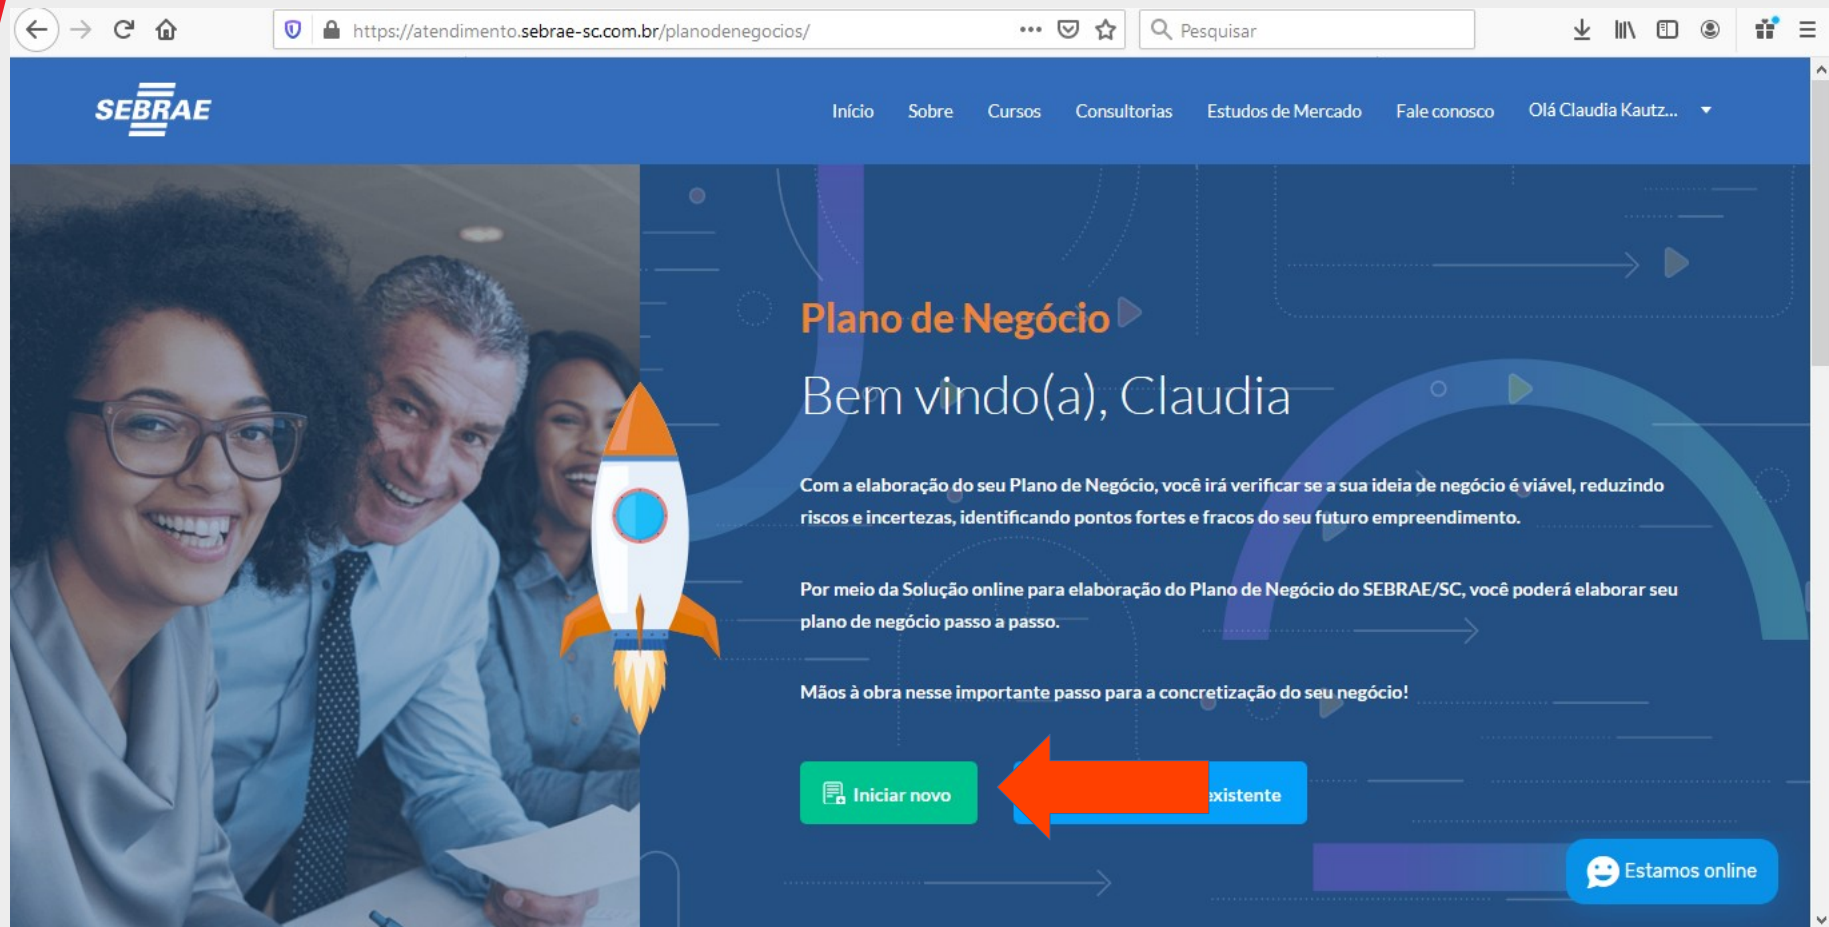 https://atendimento.sebrae-sc.com.br/planodenegocios/
Pesquisar
SEBRAE
Início Sobre Cursos Consultorias Estudos de Mercado Fale conosco Olá Claudia Kautz...
Plano de Negócio
Bem vindo(a), Claudia
Com a elaboração do seu Plano de Negócio, você irá verificar se a sua ideia de negócio é viável, reduzindo
riscos e incertezas, identificando pontos fortes e fracos do seu futuro empreendimento.
Por meio da Solução online para elaboração do Plano de Negócio do SEBRAE/SC, você poderá elaborar seu
plano de negócio passo a passo.
Mãos à obra nesse importante passo para a concretização do seu negócio!
Iniciar novo
existente
Estamos online